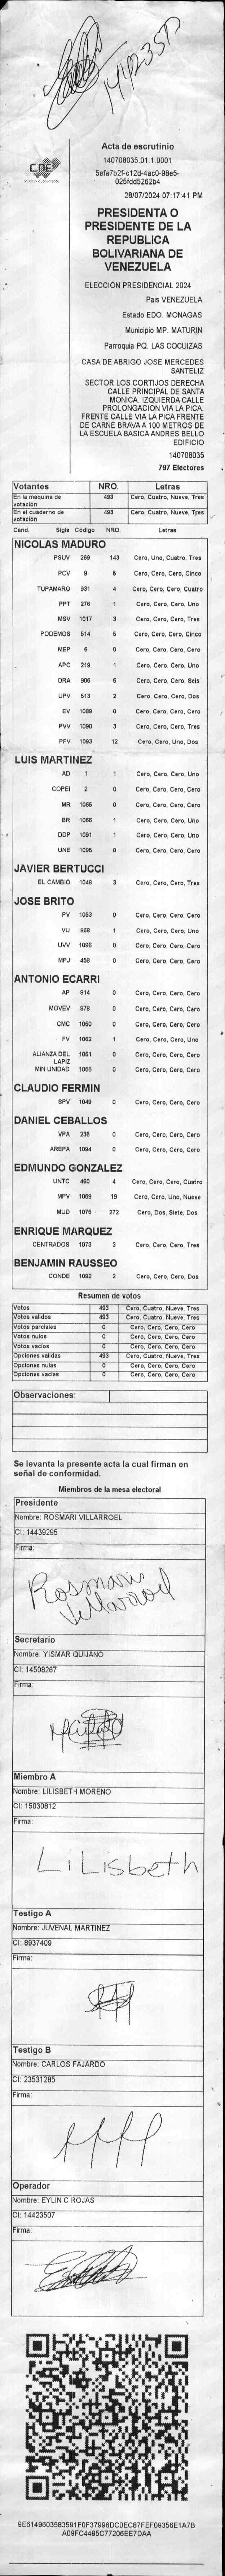 CNE
Acta de escrutinio
140708035.01.1.0001
5efa7b2f-c12d-4ac0-98e5-
025fdd5262b4
28/07/2024 07:17:41 PM
PRESIDENTA O
PRESIDENTE DE LA
REPUBLICA
BOLIVARIANA DE
VENEZUELA
ELECCIÓN PRESIDENCIAL 2024
Pais VENEZUELA
Estado EDO. MONAGAS
Municipio MP. MATURIN
Parroquia PQ. LAS COCUIZAS
CASA DE ABRIGO JOSE MERCEDES
SANTELIZ
SECTOR LOS CORTIJOS DERECHA
CALLE PRINCIPAL DE SANTA
MONICA. IZQUIERDA CALLE
PROLONGACION VIA LA PICA.
FRENTE CALLE VIA LA PICA FRENTE
DE CARNE BRAVA A 100 METROS DE
LA ESCUELA BASICA ANDRES BELLO
EDIFICIO
140708035
797 Electores
Votantes NRO. Letras
En la máquina de votación 493 Cero, Cuatro, Nueve, Tres
En el cuaderno de votación 493 Cero, Cuatro, Nueve, Tres
Cand. Sigla Código NRO. Letras
NICOLAS MADURO
PSUV 269 143 Cero, Uno, Cuatro, Tres
PCV 9 5 Cero, Cero, Cero, Cinco
TUPAMARO 931 4 Cero, Cero, Cero, Cuatro
PPT 276 1 Cero, Cero, Cero, Uno
MSV 1017 3 Cero, Cero, Cero, Tres
PODEMOS 514 5 Cero, Cero, Cero, Cinco
MEP 6 0 Cero, Cero, Cero, Cero
APC 219 1 Cero, Cero, Cero, Uno
ORA 906 6 Cero, Cero, Cero, Seis
UPV 513 2 Cero, Cero, Cero, Dos
EV 1089 0 Cero, Cero, Cero, Cero
PVV 1090 3 Cero, Cero, Cero, Tres
PFV 1093 12 Cero, Cero, Uno, Dos
LUIS MARTINEZ
AD 1 1 Cero, Cero, Cero, Uno
COPEI 2 0 Cero, Cero, Cero, Cero
MR 1065 0 Cero, Cero, Cero, Cero
BR 1066 1 Cero, Cero, Cero, Uno
DDP 1091 1 Cero, Cero, Cero, Uno
UNE 1095 0 Cero, Cero, Cero, Cero
JAVIER BERTUCCI
EL CAMBIO 1046 3 Cero, Cero, Cero, Tres
JOSE BRITO
PV 1053 0 Cero, Cero, Cero, Cero
VU 968 1 Cero, Cero, Cero, Uno
UVV 1096 0 Cero, Cero, Cero, Cero
MPJ 458 0 Cero, Cero, Cero, Cero
ANTONIO ECARRI
AP 814 0 Cero, Cero, Cero, Cero
MOVEV 978 0 Cero, Cero, Cero, Cero
CMC 1050 0 Cero, Cero, Cero, Cero
FV 1062 1 Cero, Cero, Cero, Uno
ALIANZA DEL LAPIZ 1051 0 Cero, Cero, Cero, Cero
MIN UNIDAD 1068 0 Cero, Cero, Cero, Cero
CLAUDIO FERMIN
SPV 1049 0 Cero, Cero, Cero, Cero
DANIEL CEBALLOS
VPA 236 0 Cero, Cero, Cero, Cero
AREPA 1094 0 Cero, Cero, Cero, Cero
EDMUNDO GONZALEZ
UNTC 460 4 Cero, Cero, Cero, Cuatro
MPV 1069 19 Cero, Cero, Uno, Nueve
MUD 1075 272 Cero, Dos, Siete, Dos
ENRIQUE MARQUEZ
CENTRADOS 1073 3 Cero, Cero, Cero, Tres
BENJAMIN RAUSSEO
CONDE 1092 2 Cero, Cero, Cero, Dos
Resumen de votos
Votos 493 Cero, Cuatro, Nueve, Tres
Votos validos 493 Cero, Cuatro, Nueve, Tres
Votos parciales 0 Cero, Cero, Cero, Cero
Votos nulos 0 Cero, Cero, Cero, Cero
Votos vacios 0 Cero, Cero, Cero, Cero
Opciones validas 493 Cero, Cuatro, Nueve, Tres
Opciones nulas 0 Cero, Cero, Cero, Cero
Opciones vacias 0 Cero, Cero, Cero, Cero
Observaciones:
Se levanta la presente acta la cual firman en
señal de conformidad.
Miembros de la mesa electoral
Presidente
Nombre: ROSMARI VILLARROEL
CI: 14439295
Firma:
Rosmari
Villarroel
Secretario
Nombre: YISMAR QUIJANO
CI: 14508267
Firma:
Miembro A
Nombre: LILISBETH MORENO
CI: 15030812
Firma:
LiLisbeth
Testigo A
Nombre: JUVENAL MARTINEZ
CI: 8937409
Firma:
Testigo B
Nombre: CARLOS FAJARDO
CI: 23531285
Firma:
Operador
Nombre: EYLIN C ROJAS
CI: 14423507
Firma:
9E6149603583591F0F37996DC0EC87FEF09356E1A7B
A09FC4495C77206EE7DAA